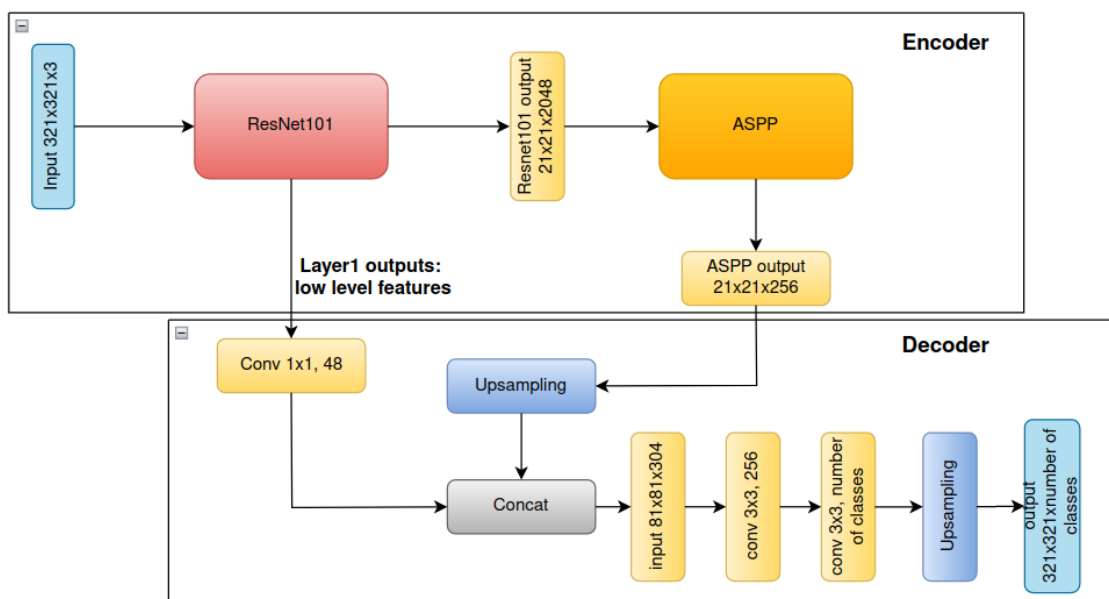 Encoder
Input 321x321x3
ResNet101
Resnet101 output
21x21x2048
ASPP
Layer1 outputs:
low level features
ASPP output
21x21x256
Decoder
Conv 1x1, 48
Upsampling
Concat
input 81x81x304
conv 3x3, 256
conv 3x3, number
of classes
Upsampling
output
321x321xnumber of
classes